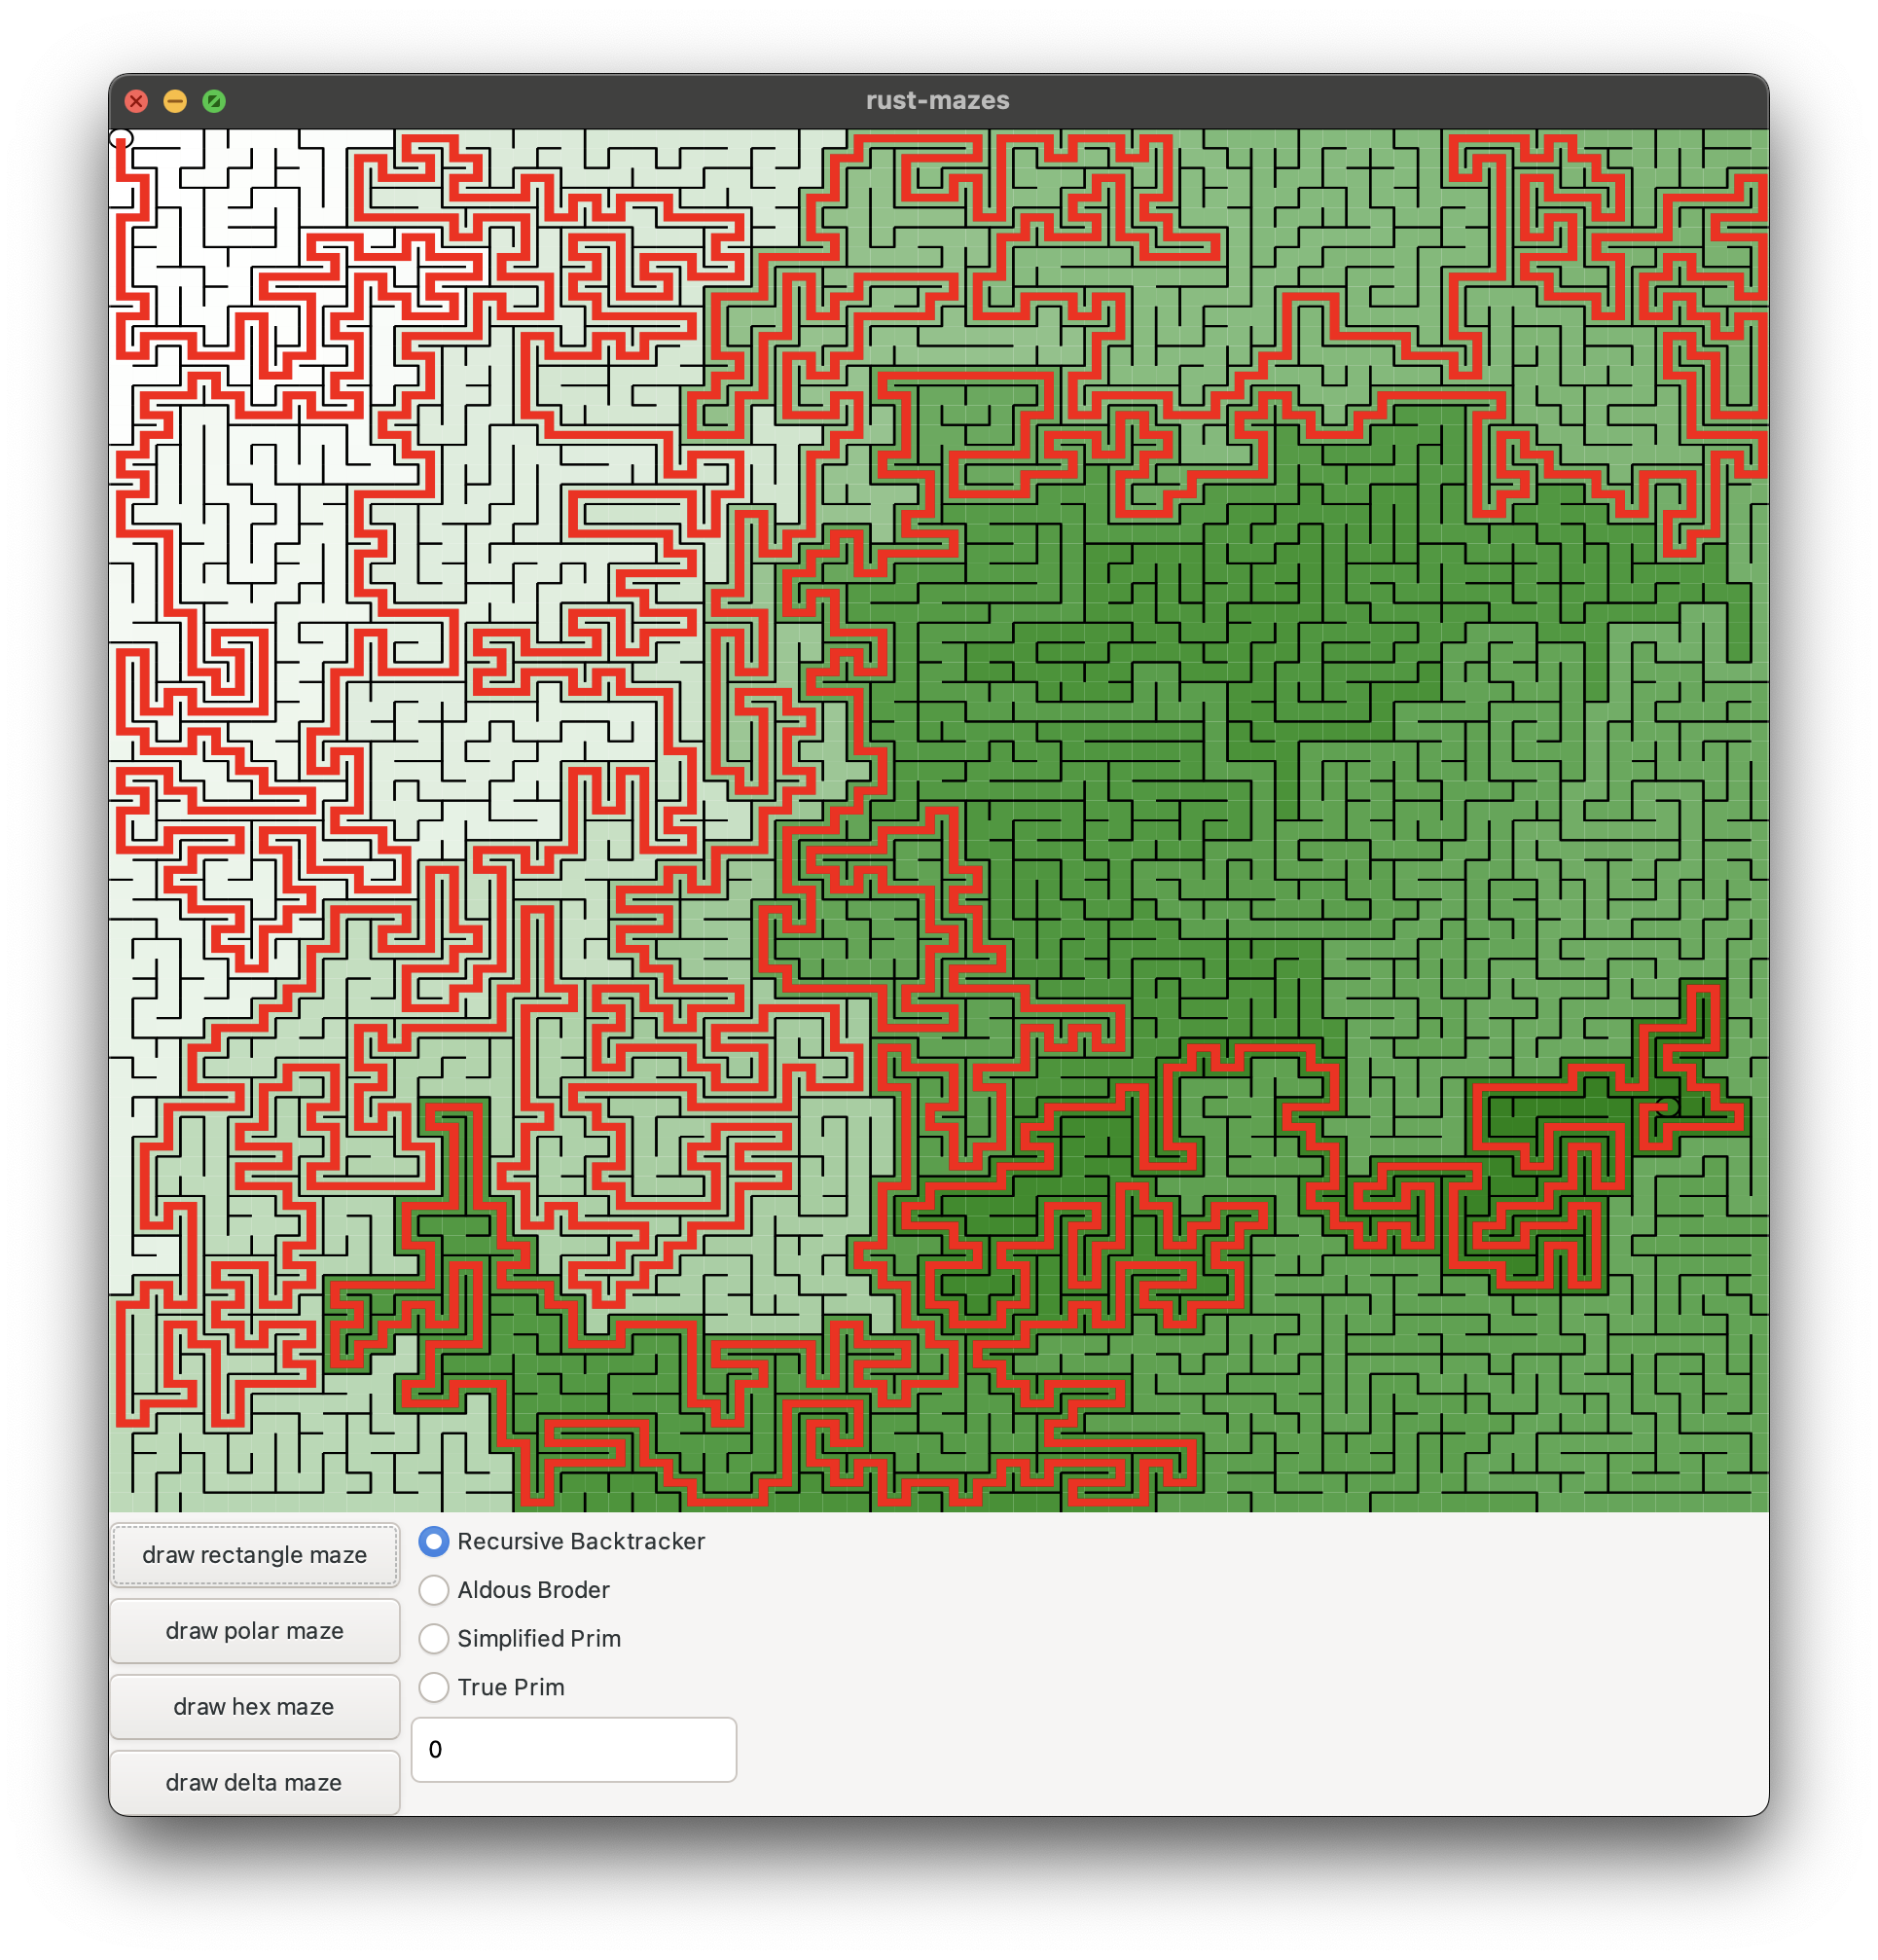 rust-mazes
draw rectangle maze
draw polar maze
draw hex maze
draw delta maze
Recursive Backtracker
Aldous Broder
Simplified Prim
True Prim
0